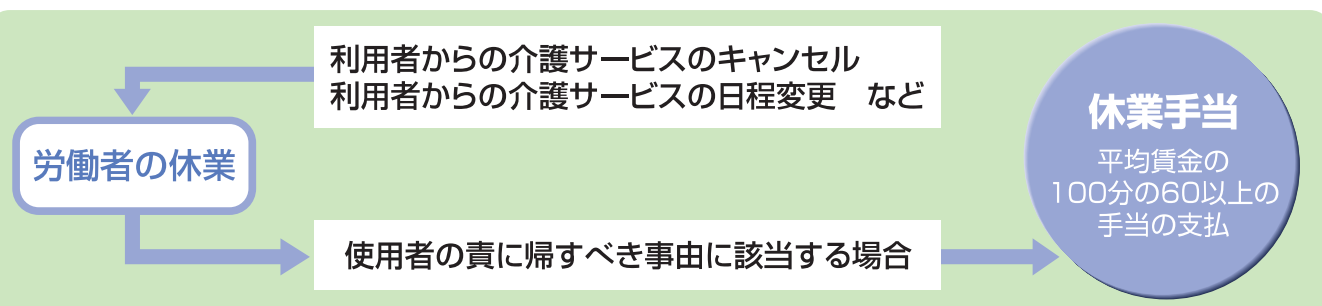 利用者からの介護サービスのキャンセル
利用者からの介護サービスの日程変更　など
労働者の休業
使用者の責に帰すべき事由に該当する場合
休業手当
平均賃金の
100分の60以上の
手当の支払